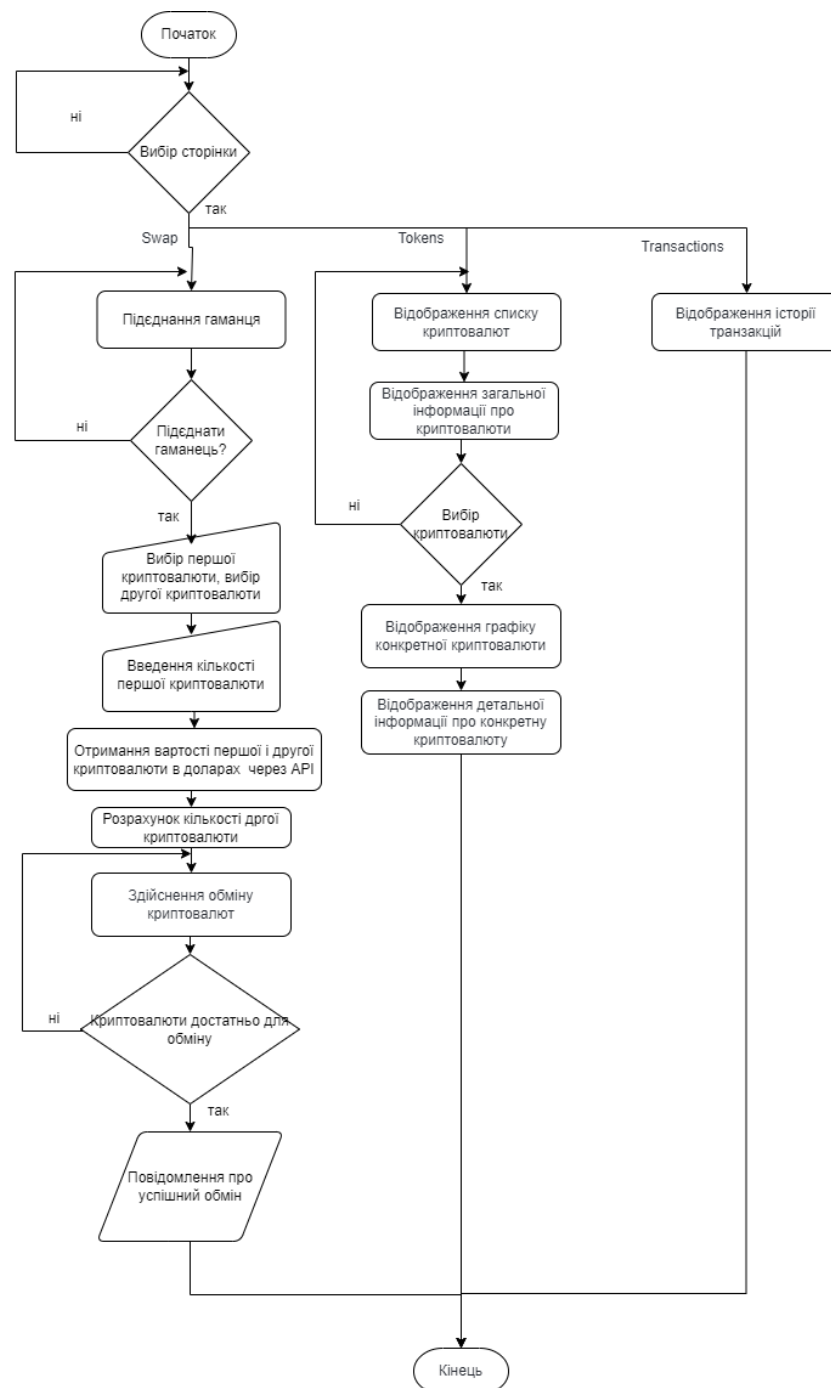 Початок
ні
Вибір сторінки
так
Swap
Tokens
Transactions
Підєднання гаманця
ні
Підєднати
гаманець?
так
Вибір першої
криптовалюти, вибір
другої криптовалюти
Введення кількості
першої криптовалюти
Отримання вартості першої і другої
криптовалюти в доларах через API
Розрахунок кількості дргої
криптовалюти
Здійснення обміну
криптовалют
ні
Криптовалюти достатньо для
обміну
так
Повідомлення про
успішний обмін
Відображення списку
криптовалют
Відображення загальної
інформації про
криптовалюти
ні
Вибір
криптовалюти
так
Відображення графіку
конкретної криптовалюти
Відображення детальної
інформації про конкретну
криптовалюту
Відображення історії
транзакцій
Кінець